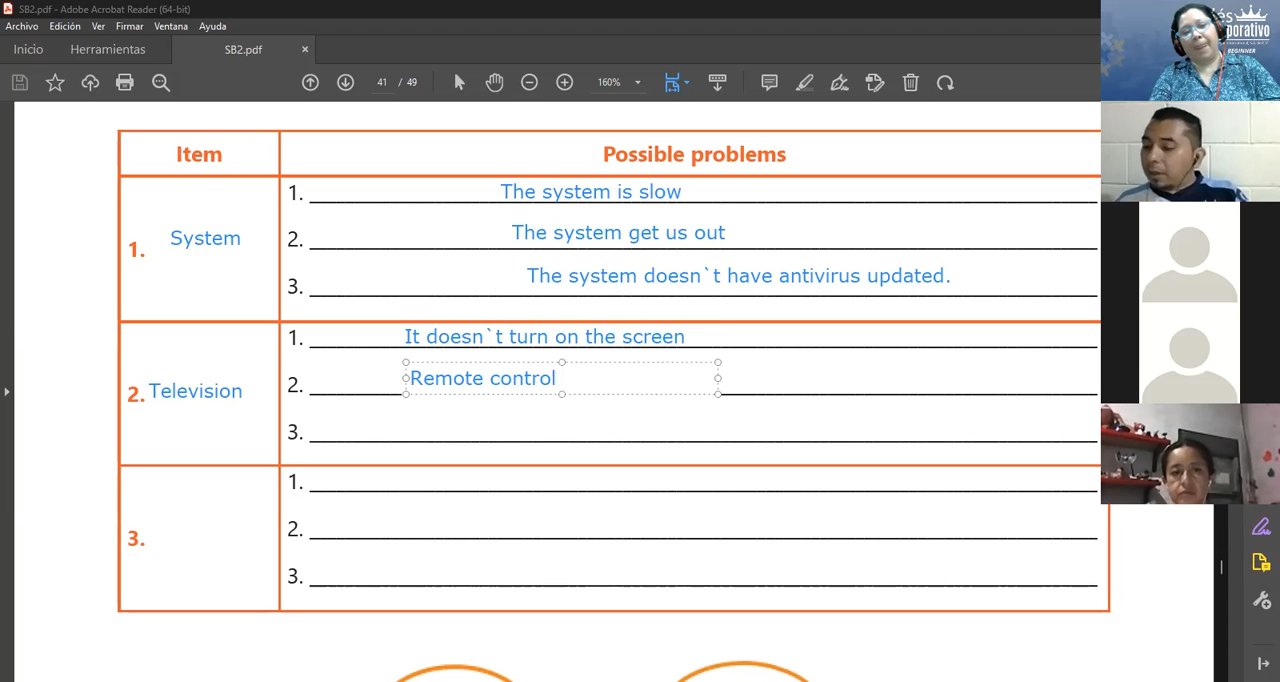 SB2.pdf - Adobe Acrobat Reader (64-bit)
Archivo Edición Ver Firmar Ventana Ayuda
Inicio Herramientas SB2.pdf ×
41 / 49 160%
Item Possible problems
1. System
1. The system is slow
2. The system get us out
3. The system doesn`t have antivirus updated.
2. Television
1. It doesn`t turn on the screen
2. Remote control
3.
3.
1.
2.
3.
BEGINNER